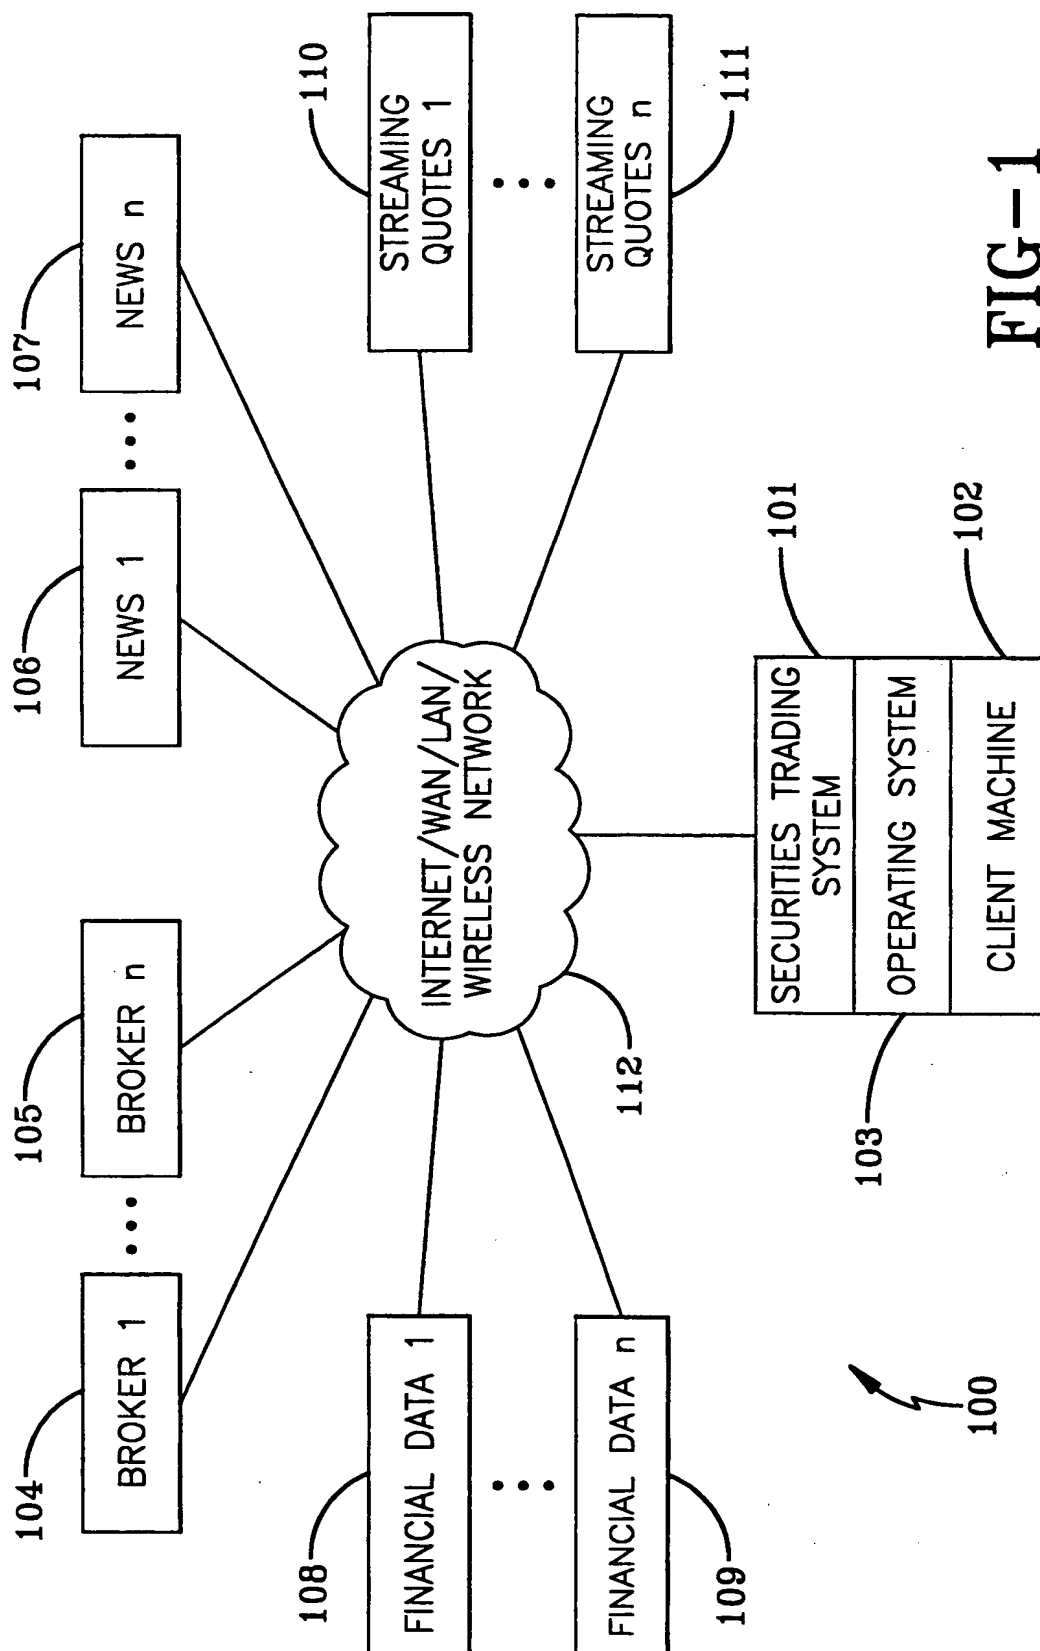 104
105
106
107
BROKER 1
BROKER n
NEWS 1
NEWS n
108
FINANCIAL DATA 1
INTERNET/WAN/LAN/
WIRELESS NETWORK
110
STREAMING
QUOTES 1
FINANCIAL DATA n
109
112
STREAMING
QUOTES n
111
SECURITIES TRADING
SYSTEM
101
OPERATING SYSTEM
103
CLIENT MACHINE
102
100
FIG-1